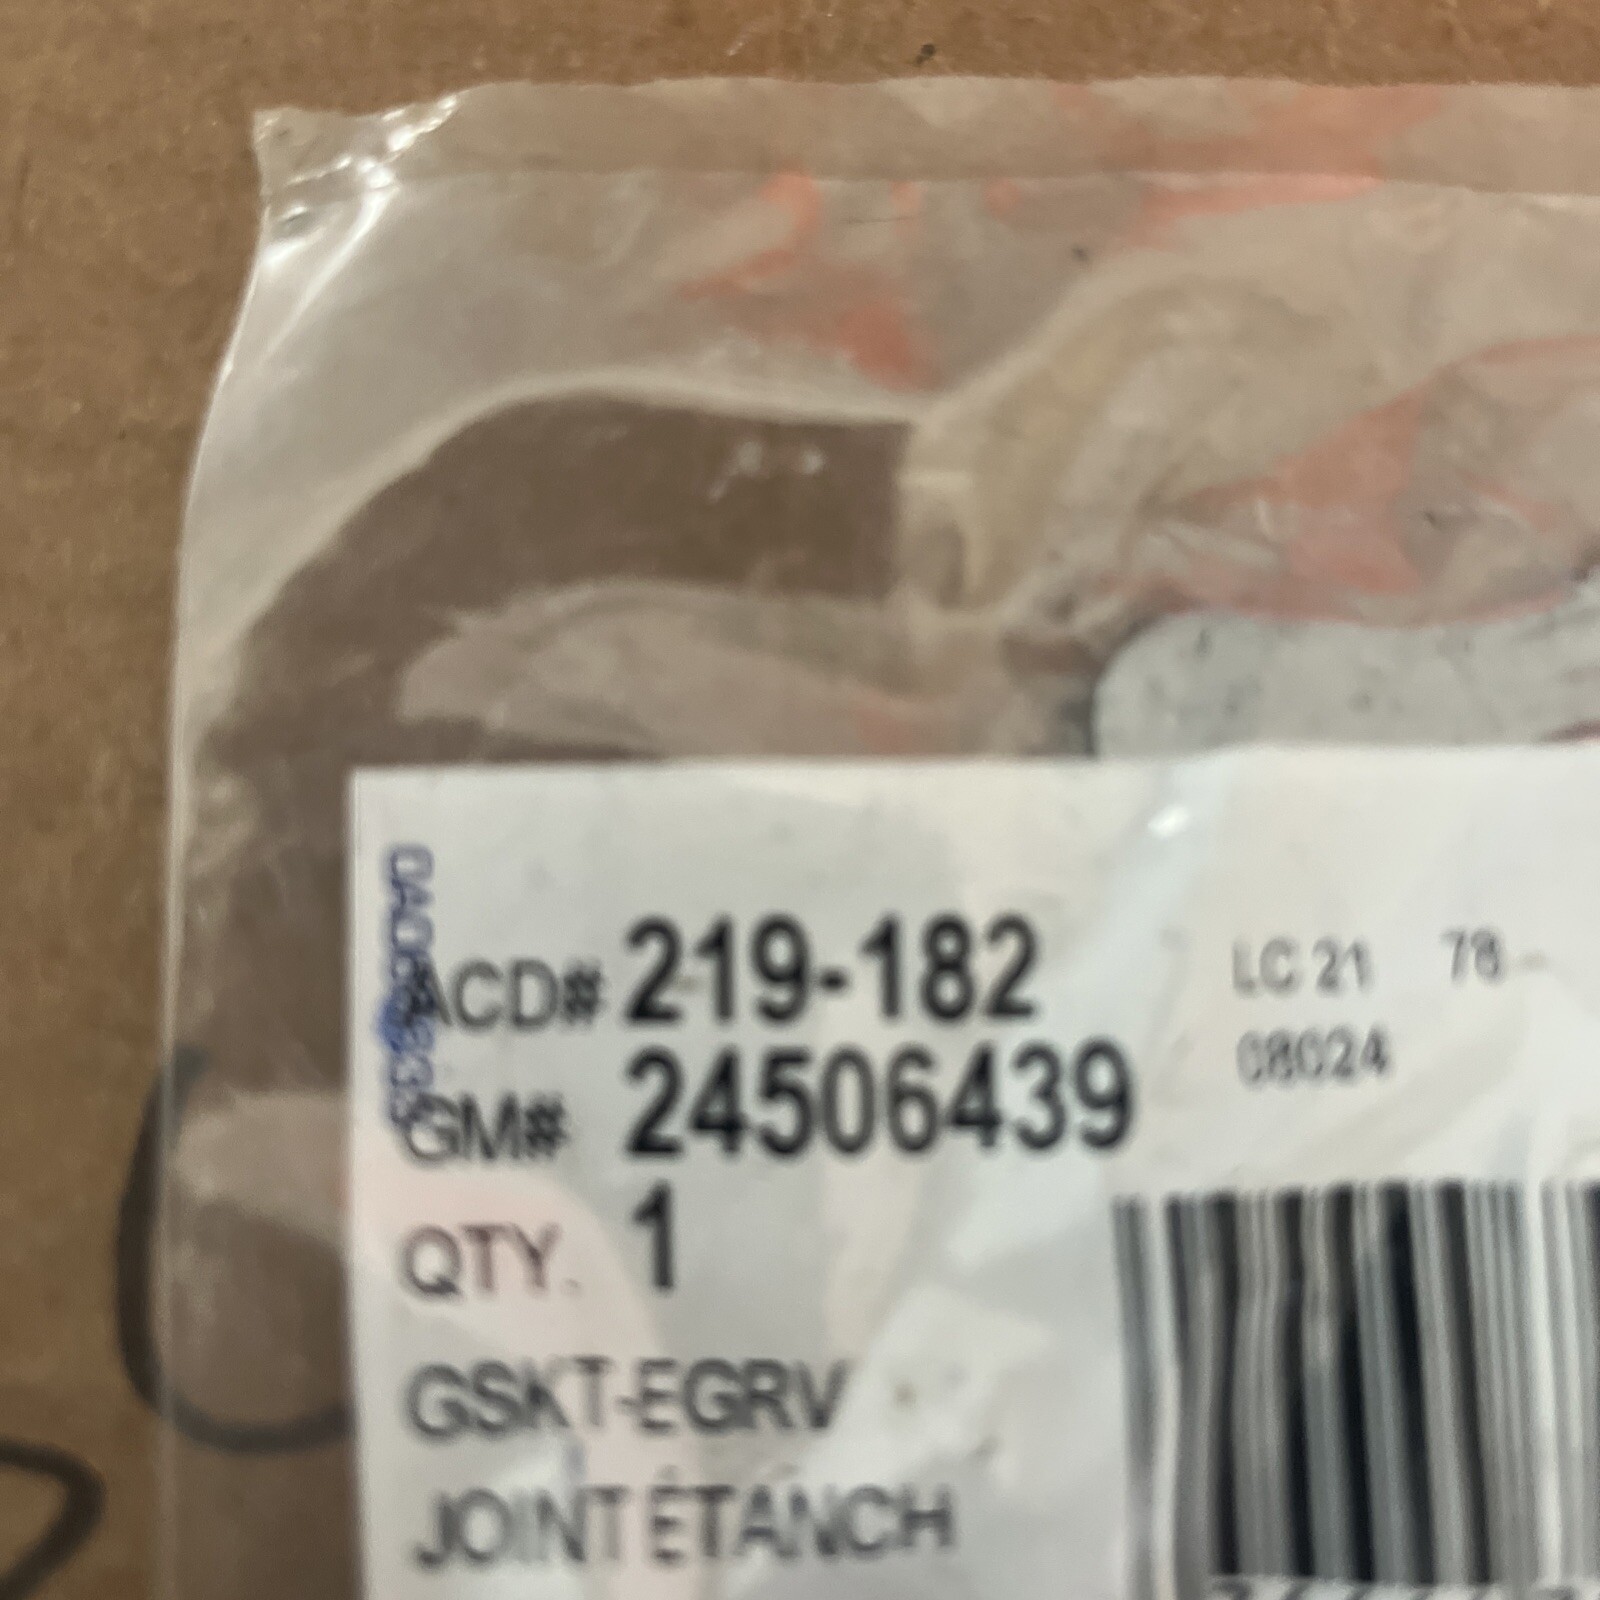 ACD# 219-182
GM# 24506439
QTY. 1
GSKT-EGRV
JOINT ÉTANCH
LC 21 78-
08024